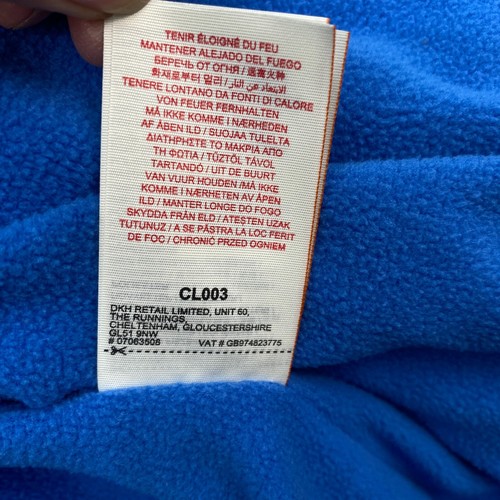 TENIR ÉLOIGNÉ DU FEU
MANTENER ALEJADO DEL FUEGO
БЕРЕЧЬ ОТ ОГНЯ / 遠離火种
화재로부터 멀리 / الابتعاد عن النار
TENERE LONTANO DA FONTI DI CALORE
VON FEUER FERNHALTEN
MÅ IKKE KOMME I NÆRHEDEN
AF ÅBEN ILD / SUOJAA TULELTA
ΔΙΑΤΗΡΗΣΤΕ ΤΟ ΜΑΚΡΙΑ ΑΠΟ
ΤΗ ΦΩΤΙΑ / TŰZTŐL TÁVOL
TARTANDÓ / UIT DE BUURT
VAN VUUR HOUDEN /MÅ IKKE
KOMME I NÆRHETEN AV ÅPEN
ILD / MANTER LONGE DO FOGO
SKYDDA FRÅN ELD / ATEŞTEN UZAK
TUTUNUZ / A SE PĂSTRA LA LOC FERIT
DE FOC / CHRONIĆ PRZED OGNIEM
CL003
DKH RETAIL LIMITED, UNIT 60,
THE RUNNINGS,
CHELTENHAM, GLOUCESTERSHIRE
GL51 9NW
# 07063508 VAT # GB974823775